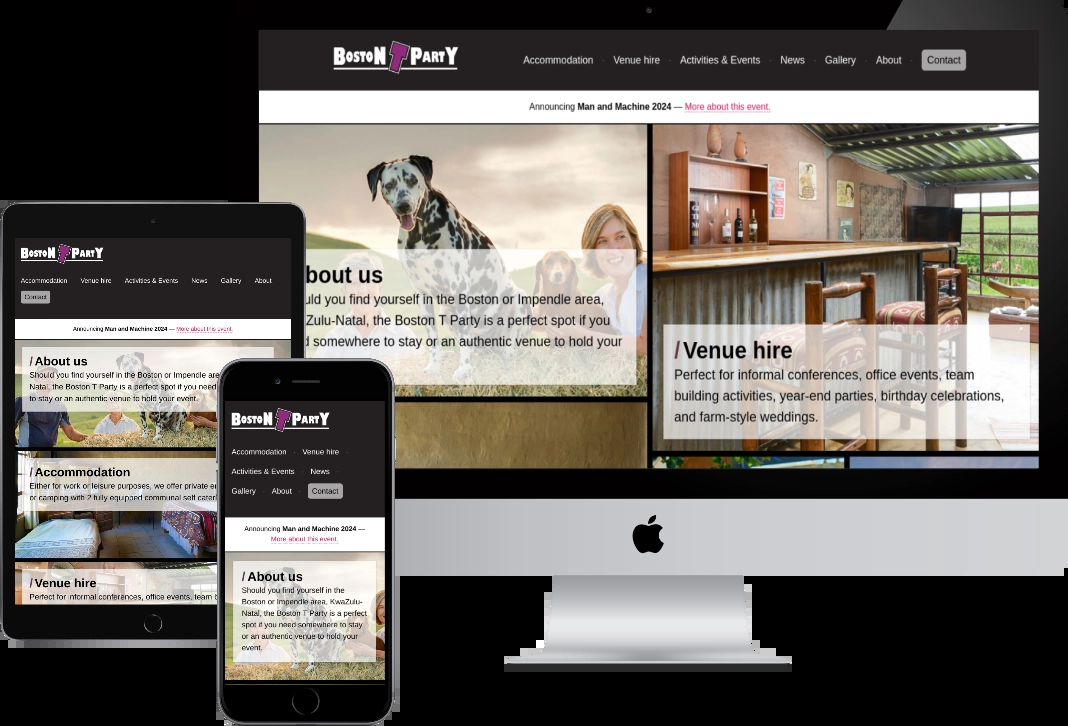 BOSTON T PARTY
Accommodation Venue hire Activities & Events News Gallery About Contact
Announcing Man and Machine 2024 — More about this event.
bout us
uld you find yourself in the Boston or Impendle area,
Zulu-Natal, the Boston T Party is a perfect spot if you
d somewhere to stay or an authentic venue to hold your
/ Venue hire
Perfect for informal conferences, office events, team
building activities, year-end parties, birthday celebrations,
and farm-style weddings.
BOSTON T PARTY
Accommodation Venue hire Activities & Events News Gallery About
Contact
Announcing Man and Machine 2024 — More about this event.
/ About us
Should you find yourself in the Boston or Impendle are
Natal, the Boston T Party is a perfect spot if you need
to stay or an authentic venue to hold your event.
/ Accommodation
Either for work or leisure purposes, we offer private en
or camping with 2 fully equipped communal self cateri
/ Venue hire
Perfect for informal conferences, office events, team b
BOSTON T PARTY
Accommodation Venue hire
Activities & Events News
Gallery About Contact
Announcing Man and Machine 2024 —
More about this event.
/ About us
Should you find yourself in the
Boston or Impendle area, KwaZulu-
Natal, the Boston T Party is a perfect
spot if you need somewhere to stay
or an authentic venue to hold your
event.